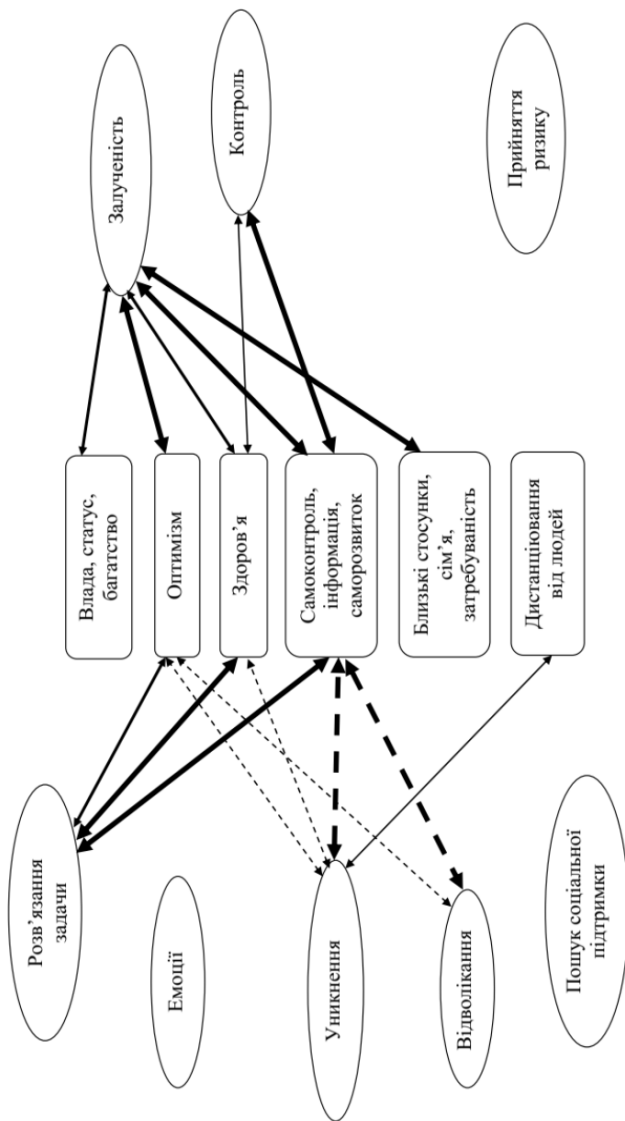 Розв'язання
задачи
Емоції
Уникнення
Відволікання
Пошук соціальної
підтримки
Влада, статус,
багатство
Оптимізм
Здоров'я
Самоконтроль,
інформація,
саморозвиток
Близькі стосунки,
сім'я,
затребуваність
Дистанціювання
від людей
Залученість
Контроль
Прийняття
ризику